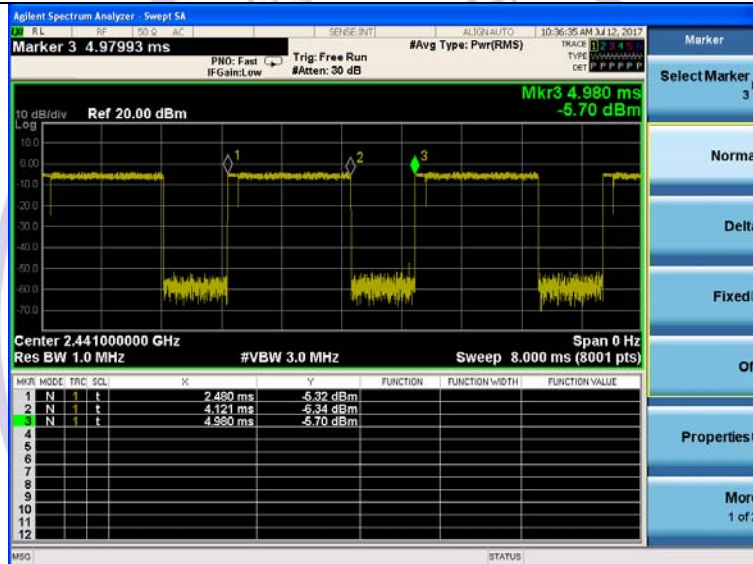 Agilent Spectrum Analyzer - Swept SA
RL RF 50 Ω AC SENSE:INT ALIGN AUTO 10:36:35 AM Jul 12, 2017
Marker 3 4.97993 ms
PNO: Fast
IFGain:Low
Trig: Free Run
#Atten: 30 dB
#Avg Type: Pwr(RMS)
TRACE 1 2 3 4 5 6
TYPE
DET P P P P P P
Mkr3 4.980 ms
-5.70 dBm
10 dB/div Ref 20.00 dBm
Log
10.0
0.00
-10.0
-20.0
-30.0
-40.0
-50.0
-60.0
-70.0
1
2
3
Center 2.441000000 GHz Span 0 Hz
Res BW 1.0 MHz #VBW 3.0 MHz Sweep 8.000 ms (8001 pts)
MKR MODE TRC SCL X Y FUNCTION FUNCTION WIDTH FUNCTION VALUE
1 N 1 t 2.480 ms -5.32 dBm
2 N 1 t 4.121 ms -6.34 dBm
3 N 1 t 4.980 ms -5.70 dBm
4
5
6
7
8
9
10
11
12
MSG STATUS
Marker
Select Marker
3
Norma
Delt
Fixed
Of
Properties
Mor
1 of